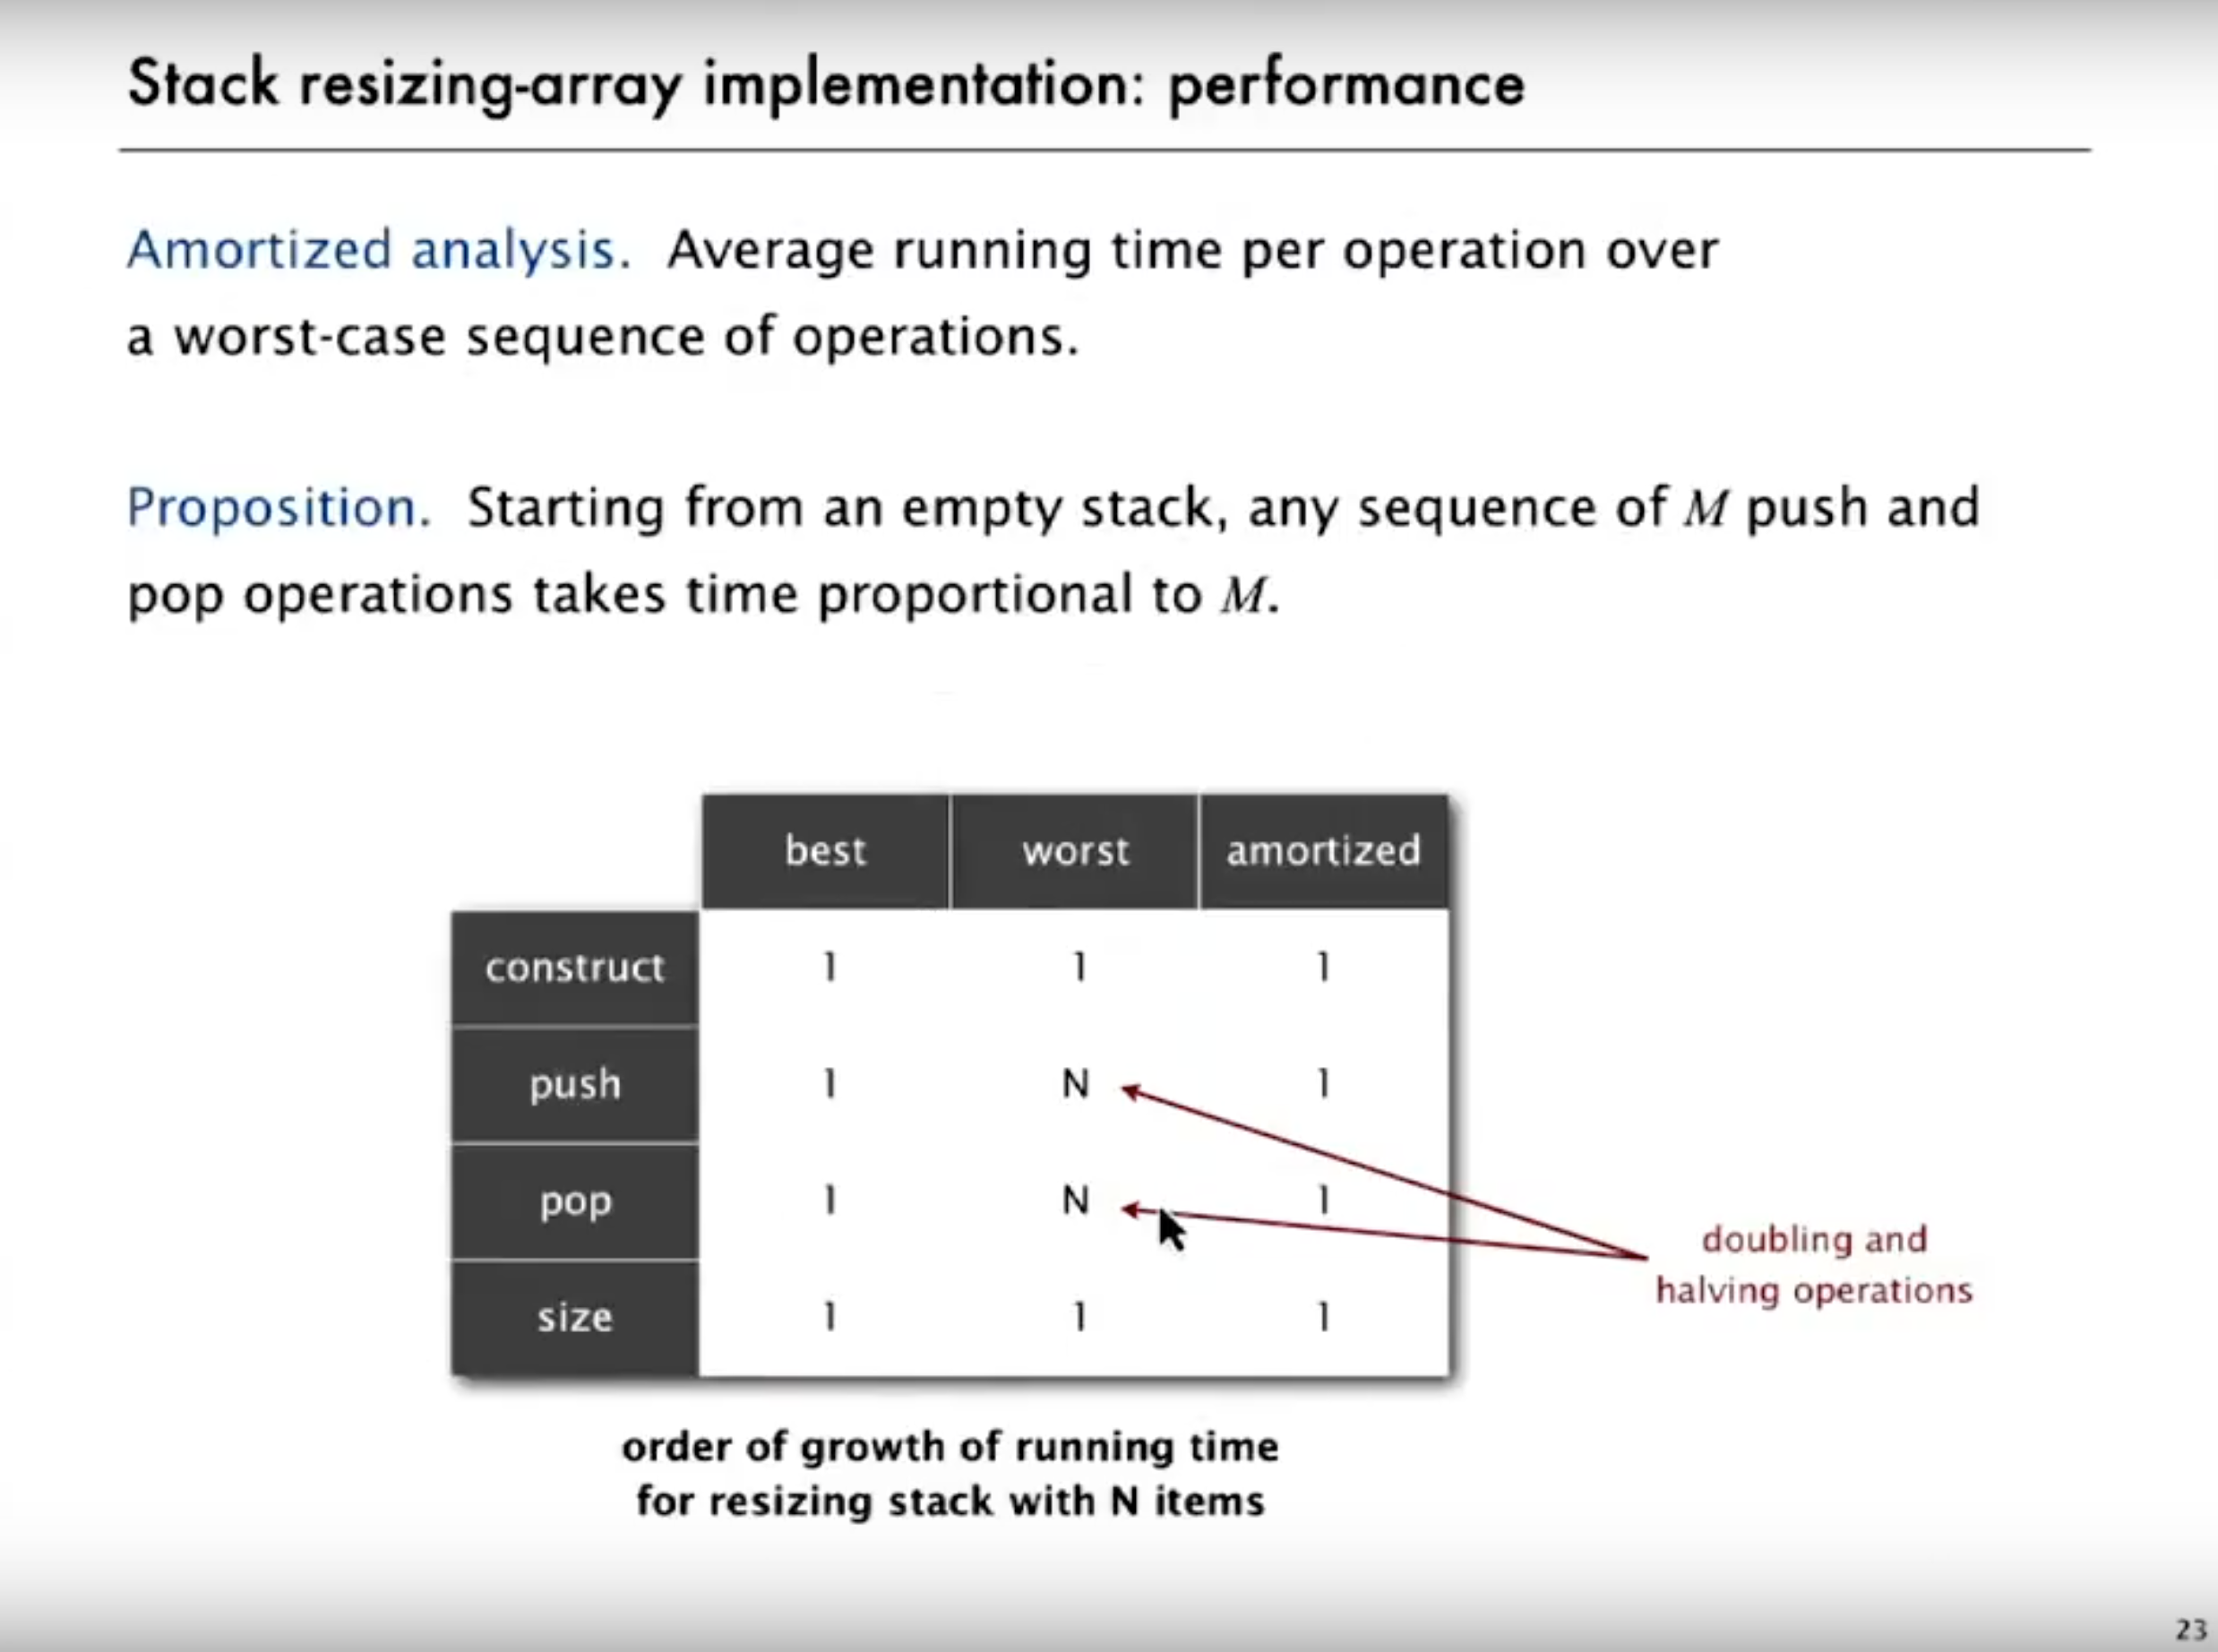 Stack resizing-array implementation: performance
Amortized analysis. Average running time per operation over
a worst-case sequence of operations.
Proposition. Starting from an empty stack, any sequence of M push and
pop operations takes time proportional to M.
best worst amortized
construct 1 1 1
push 1 N 1
pop 1 N 1
size 1 1 1
doubling and
halving operations
order of growth of running time
for resizing stack with N items
23